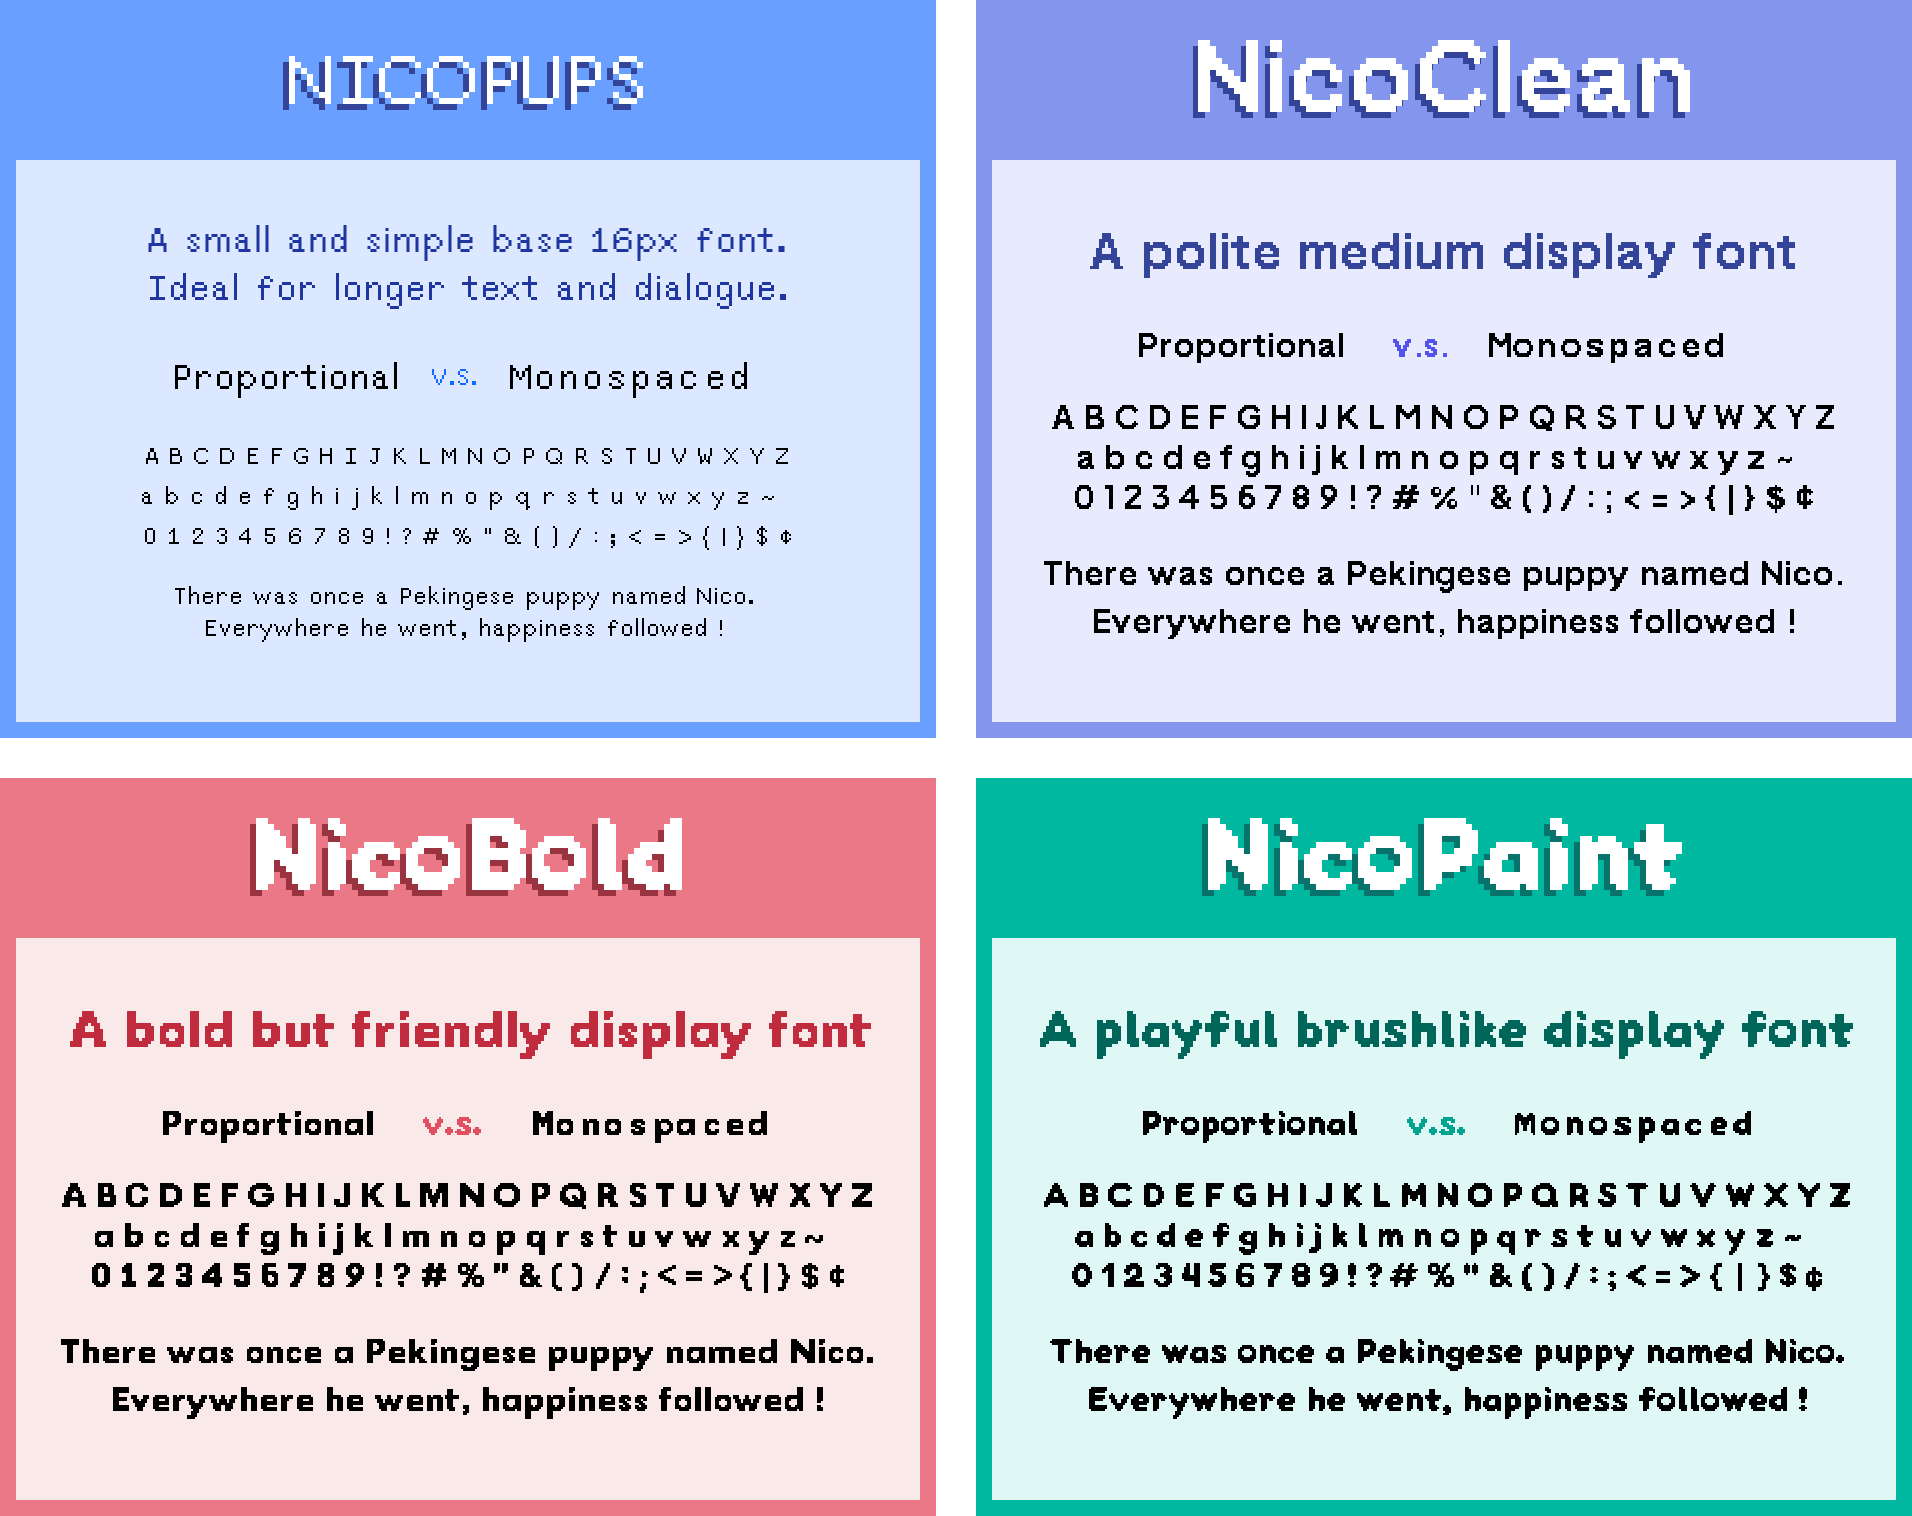 NICOPUPS
A small and simple base 16px font.
Ideal for longer text and dialogue.
Proportional v.s. Monospaced
A B C D E F G H I J K L M N O P Q R S T U V W X Y Z
a b c d e f g h i j k l m n o p q r s t u v w x y z ~
0 1 2 3 4 5 6 7 8 9 ! ? # % " & ( ) / : ; < = > { | } $ ¢
There was once a Pekingese puppy named Nico.
Everywhere he went, happiness followed !
NicoClean
A polite medium display font
Proportional v.s. Monospaced
A B C D E F G H I J K L M N O P Q R S T U V W X Y Z
a b c d e f g h i j k l m n o p q r s t u v w x y z ~
0 1 2 3 4 5 6 7 8 9 ! ? # % " & ( ) / : ; < = > { | } $ ¢
There was once a Pekingese puppy named Nico.
Everywhere he went, happiness followed !
NicoBold
A bold but friendly display font
Proportional v.s. Monospaced
A B C D E F G H I J K L M N O P Q R S T U V W X Y Z
a b c d e f g h i j k l m n o p q r s t u v w x y z ~
0 1 2 3 4 5 6 7 8 9 ! ? # % " & ( ) / : ; < = > { | } $ ¢
There was once a Pekingese puppy named Nico.
Everywhere he went, happiness followed !
NicoPaint
A playful brushlike display font
Proportional v.s. Monospaced
A B C D E F G H I J K L M N O P Q R S T U V W X Y Z
a b c d e f g h i j k l m n o p q r s t u v w x y z ~
0 1 2 3 4 5 6 7 8 9 ! ? # % " & ( ) / : ; < = > { | } $ ¢
There was once a Pekingese puppy named Nico.
Everywhere he went, happiness followed !